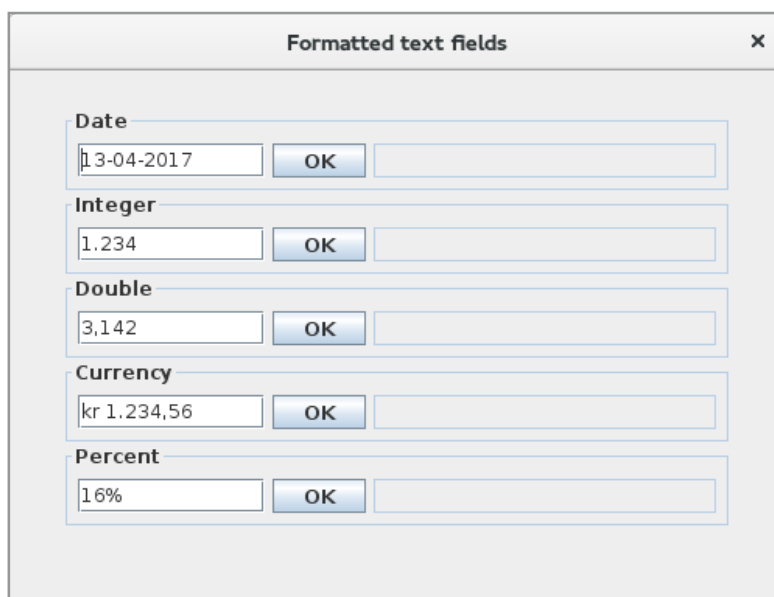 Formatted text fields ×
Date
13-04-2017 OK
Integer
1.234 OK
Double
3,142 OK
Currency
kr 1.234,56 OK
Percent
16% OK